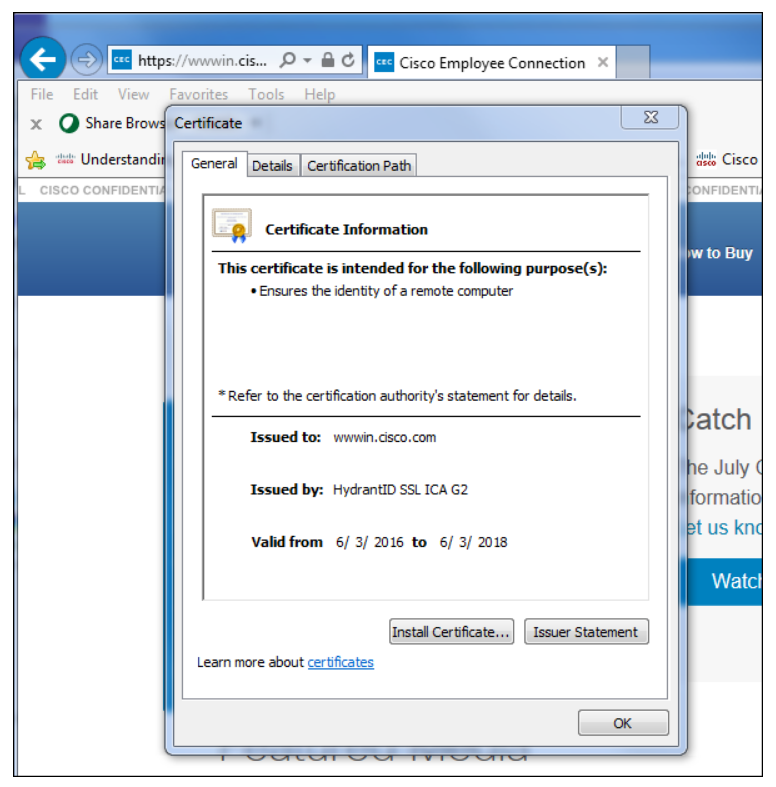 CEC https://wwwin.cis... CEC Cisco Employee Connection
File Edit View Favorites Tools Help
x Share Brows
Certificate
Understandin
cisco Cisco
L CISCO CONFIDENTIA
CONFIDENTIA
General Details Certification Path
Certificate Information
ow to Buy
This certificate is intended for the following purpose(s):
• Ensures the identity of a remote computer
* Refer to the certification authority's statement for details.
Catch
Issued to: wwwin.cisco.com
he July
formatio
Issued by: HydrantID SSL ICA G2
et us kno
Valid from 6/ 3/ 2016 to 6/ 3/ 2018
Watch
Install Certificate... Issuer Statement
Learn more about certificates
OK
Featured Media